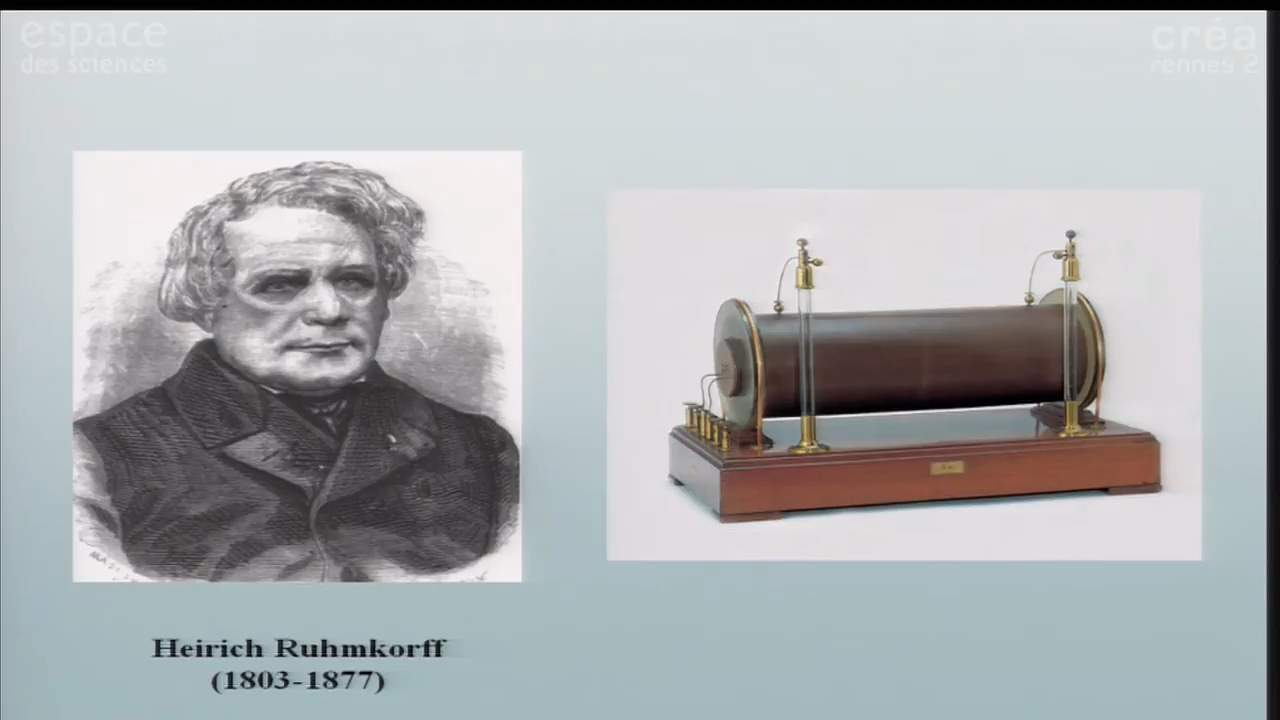 espace
des sciences
créa
rennes 2
Heirich Ruhmkorff
(1803-1877)